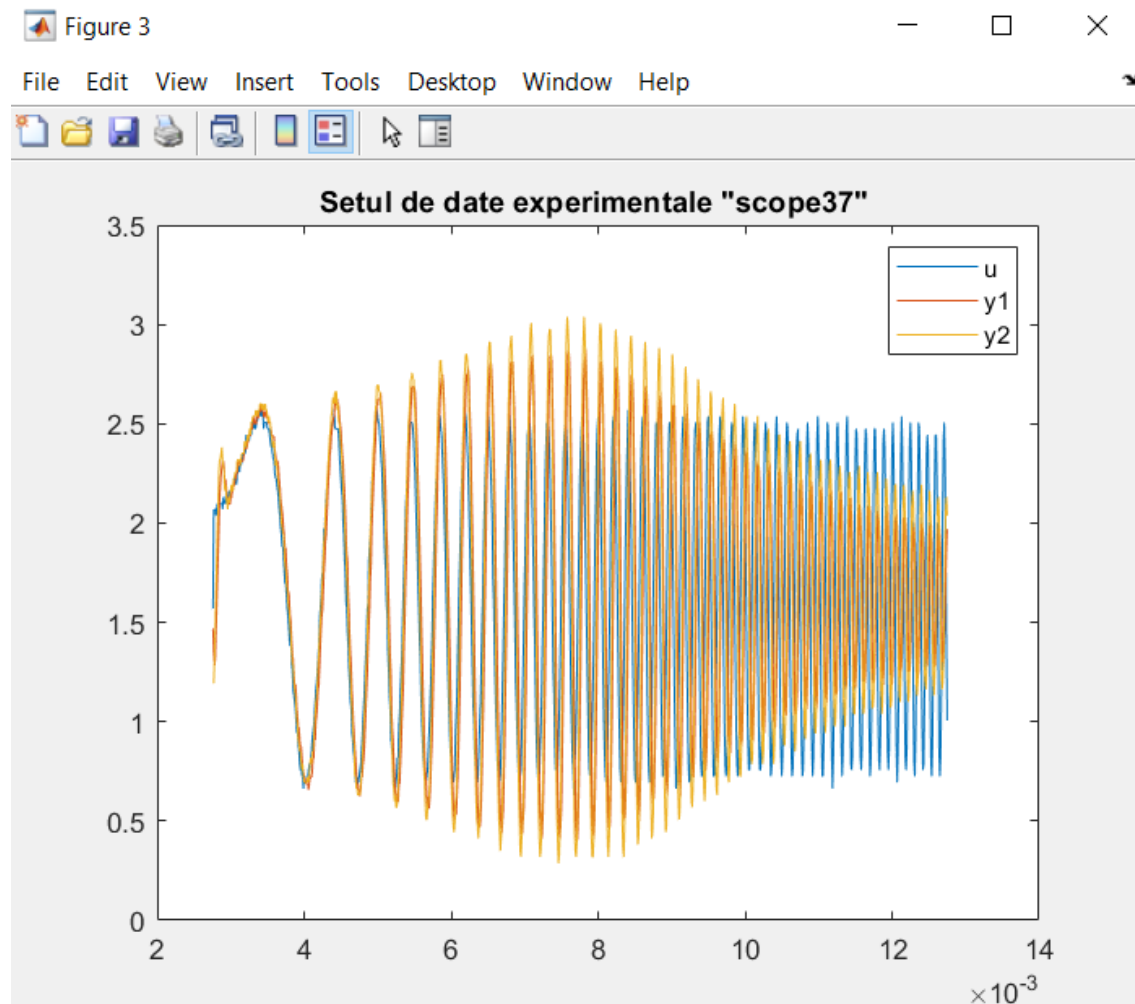 Figure 3
File Edit View Insert Tools Desktop Window Help
Setul de date experimentale "scope37"
3.5
3
2.5
2
1.5
1
0.5
0
u
y1
y2
2 4 6 8 10 12 14
×10⁻³